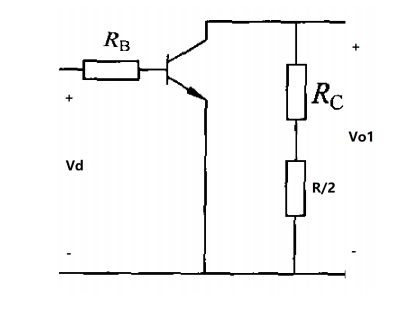 RB
+
RC
+
Vo1
Vd
R/2
-
-